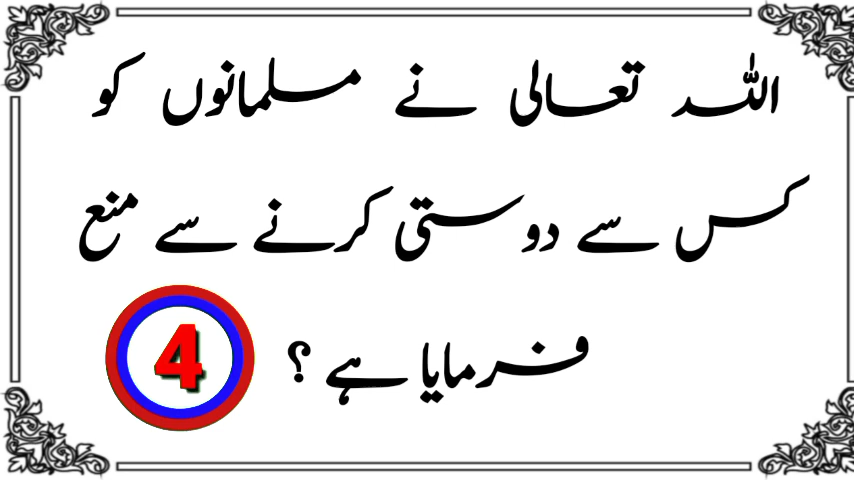 اللہ تعالی نے مسلمانوں کو
کس سے دوستی کرنے سے منع
فرمایا ہے ؟
4